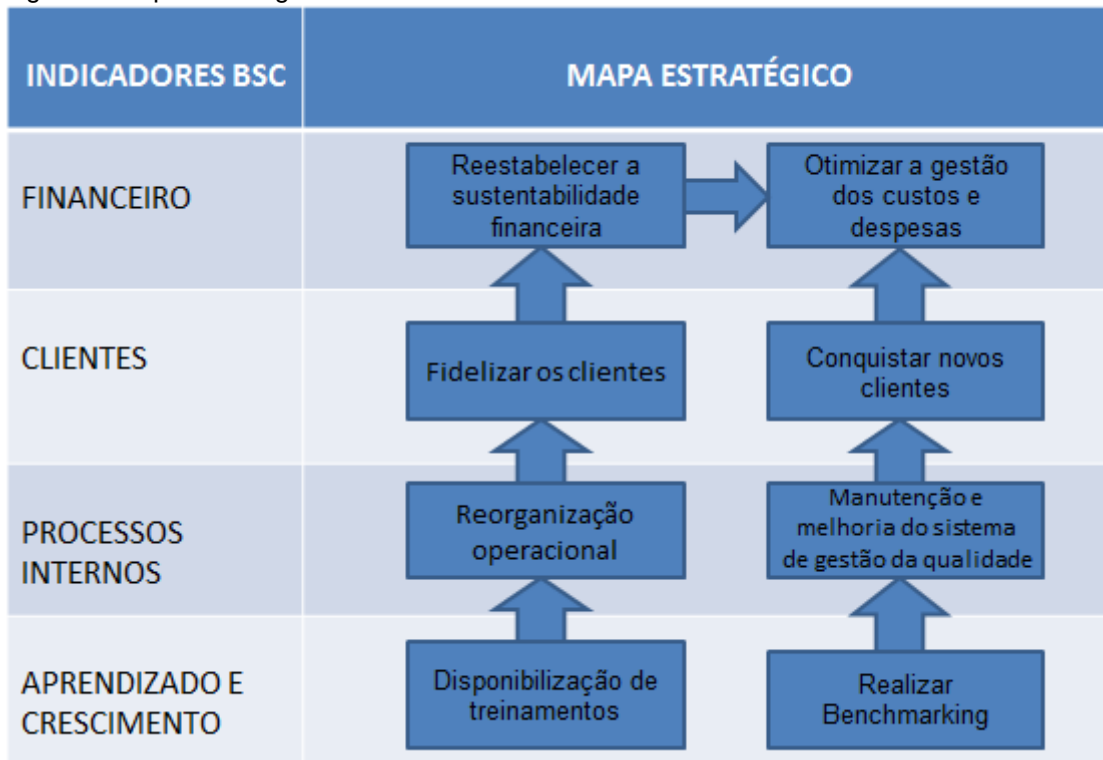 INDICADORES BSC
MAPA ESTRATÉGICO
FINANCEIRO
Reestabelecer a
sustentabilidade
financeira
Otimizar a gestão
dos custos e
despesas
CLIENTES
Fidelizar os clientes
Conquistar novos
clientes
PROCESSOS
INTERNOS
Reorganização
operacional
Manutenção e
melhoria do sistema
de gestão da qualidade
APRENDIZADO E
CRESCIMENTO
Disponibilização de
treinamentos
Realizar
Benchmarking